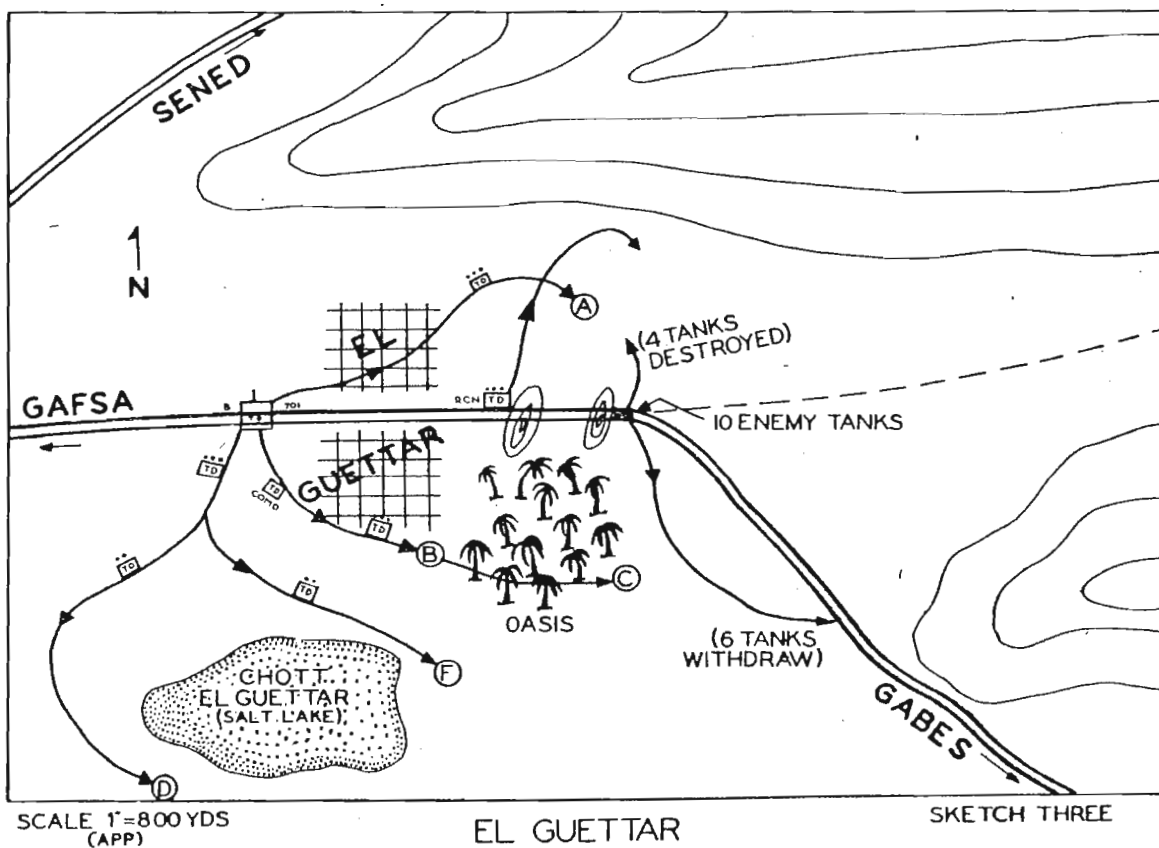 SENED
N
TD
A
EL
(4 TANKS
DESTROYED)
GAFSA
B
701
RCN
TD
10 ENEMY TANKS
TD
TD
COMD
GUETTAR
TD
B
C
TD
TD
OASIS
(6 TANKS
WITHDRAW)
F
CHOTT
EL GUETTAR
(SALT LAKE)
GABES
D
SCALE 1"=800 YDS
(APP)
EL GUETTAR
SKETCH THREE